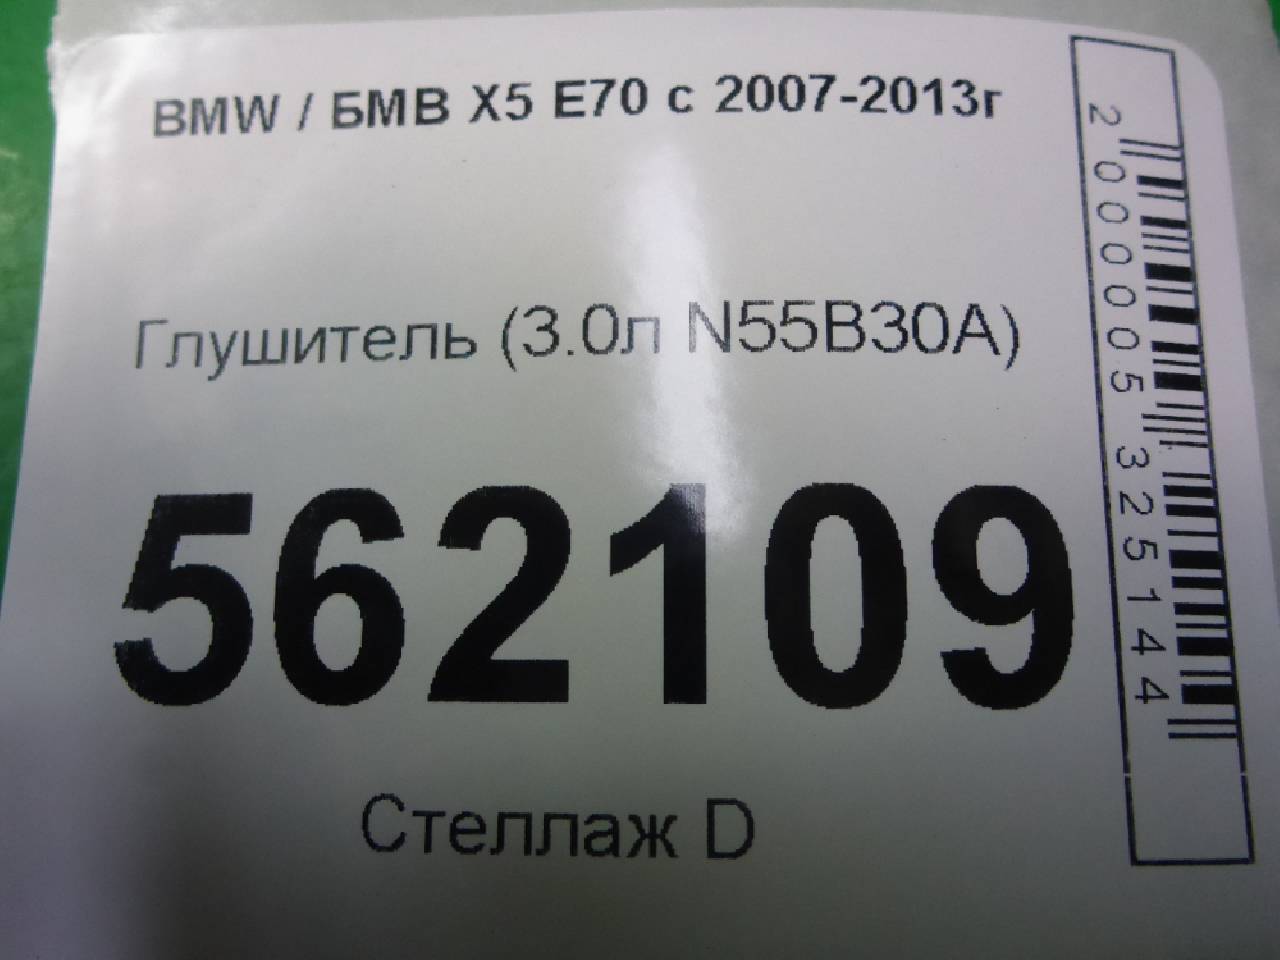 BMW / БМВ X5 E70 с 2007-2013г
Глушитель (3.0л N55B30A)
562109
Стеллаж D
2000005325144